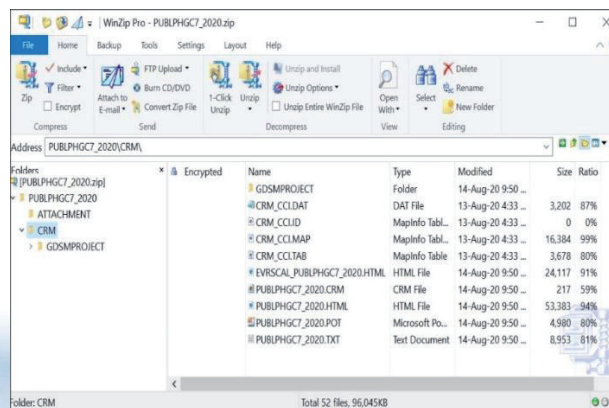 WinZip Pro - PUBLPHGC7_2020.zip
File Home Backup Tools Settings Layout Help
Zip
Include
Filter
Encrypt
Compress
Attach to E-mail
FTP Upload
Burn CD/DVD
Convert Zip File
Send
1-Click Unzip
Unzip
Unzip and Install
Unzip Options
Unzip Entire WinZip File
Decompress
Open With
View
Select
Delete
Rename
New Folder
Editing
Address PUBLPHGC7_2020\CRM\
Folders
[PUBLPHGC7_2020.zip]
PUBLPHGC7_2020
ATTACHMENT
CRM
GDSMPROJECT
Encrypted Name Type Modified Size Ratio
GDSMPROJECT Folder 14-Aug-20 9:50 ...
CRM_CCI.DAT DAT File 13-Aug-20 4:33 ... 3,202 87%
CRM_CCI.ID MapInfo Tabl... 13-Aug-20 4:33 ... 0 0%
CRM_CCI.MAP MapInfo Tabl... 13-Aug-20 4:33 ... 16,384 99%
CRM_CCI.TAB MapInfo Table 13-Aug-20 4:33 ... 3,678 80%
EVRSCAL_PUBLPHGC7_2020.HTML HTML File 14-Aug-20 9:50 ... 24,117 91%
PUBLPHGC7_2020.CRM CRM File 14-Aug-20 9:50 ... 217 59%
PUBLPHGC7_2020.HTML HTML File 14-Aug-20 9:50 ... 53,383 94%
PUBLPHGC7_2020.POT Microsoft Po... 14-Aug-20 9:50 ... 4,980 80%
PUBLPHGC7_2020.TXT Text Document 14-Aug-20 9:50 ... 8,953 81%
Folder: CRM Total 52 files, 96,045KB